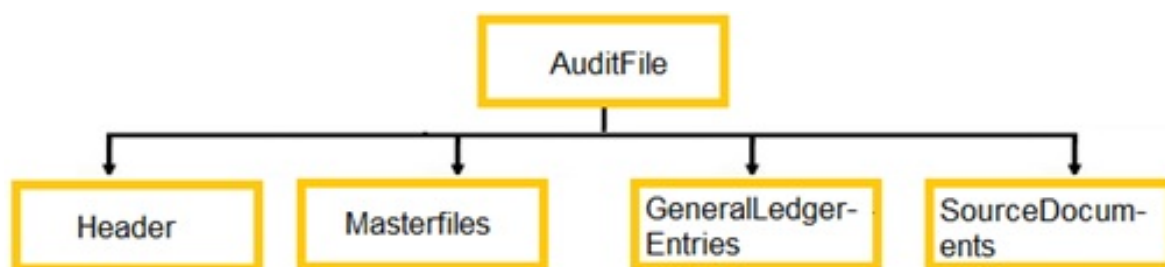 AuditFile
Header
Masterfiles
GeneralLedger-
Entries
SourceDocum-
ents